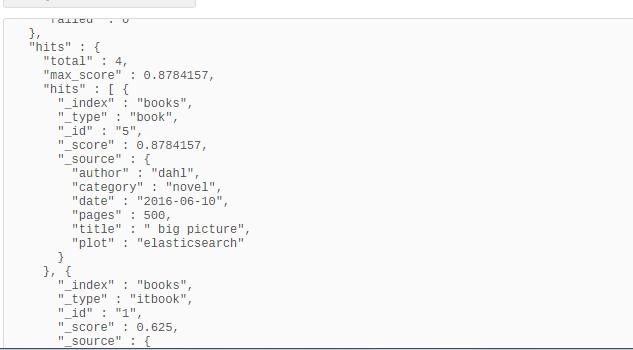 "failed" : 0
},
"hits" : {
"total" : 4,
"max_score" : 0.8784157,
"hits" : [ {
"_index" : "books",
"_type" : "book",
"_id" : "5",
"_score" : 0.8784157,
"_source" : {
"author" : "dahl",
"category" : "novel",
"date" : "2016-06-10",
"pages" : 500,
"title" : " big picture",
"plot" : "elasticsearch"
}
}, {
"_index" : "books",
"_type" : "itbook",
"_id" : "1",
"_score" : 0.625,
"_source" : {